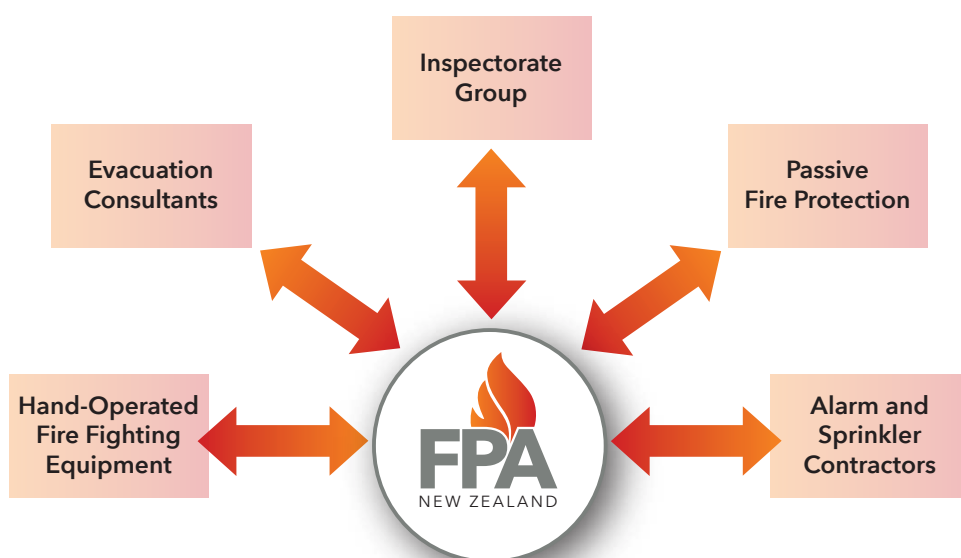 Inspectorate
Group
Evacuation
Consultants
Passive
Fire Protection
Hand-Operated
Fire Fighting
Equipment
Alarm and
Sprinkler
Contractors
FPA
NEW ZEALAND